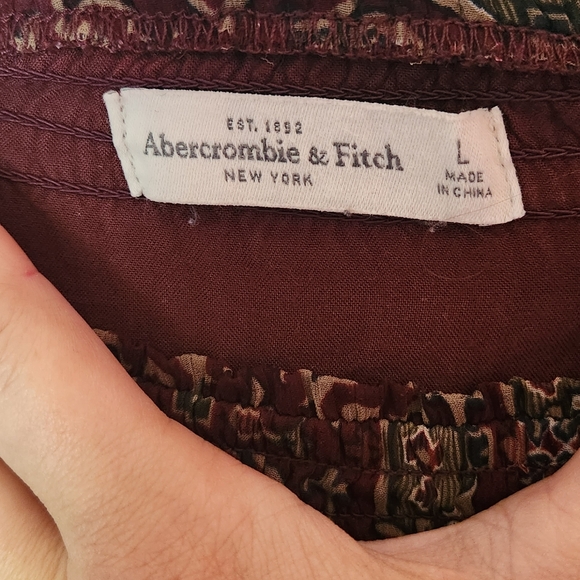 EST. 1892
Abercrombie & Fitch
NEW YORK
L
MADE
IN CHINA